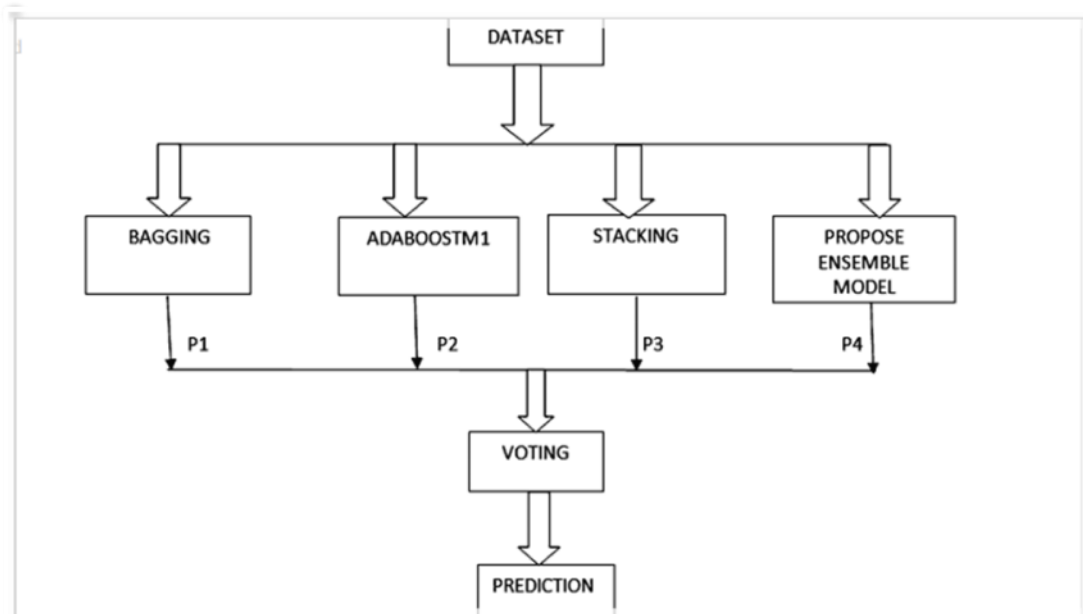 DATASET
BAGGING
ADABOOSTM1
STACKING
PROPOSE
ENSEMBLE
MODEL
P1
P2
P3
P4
VOTING
PREDICTION